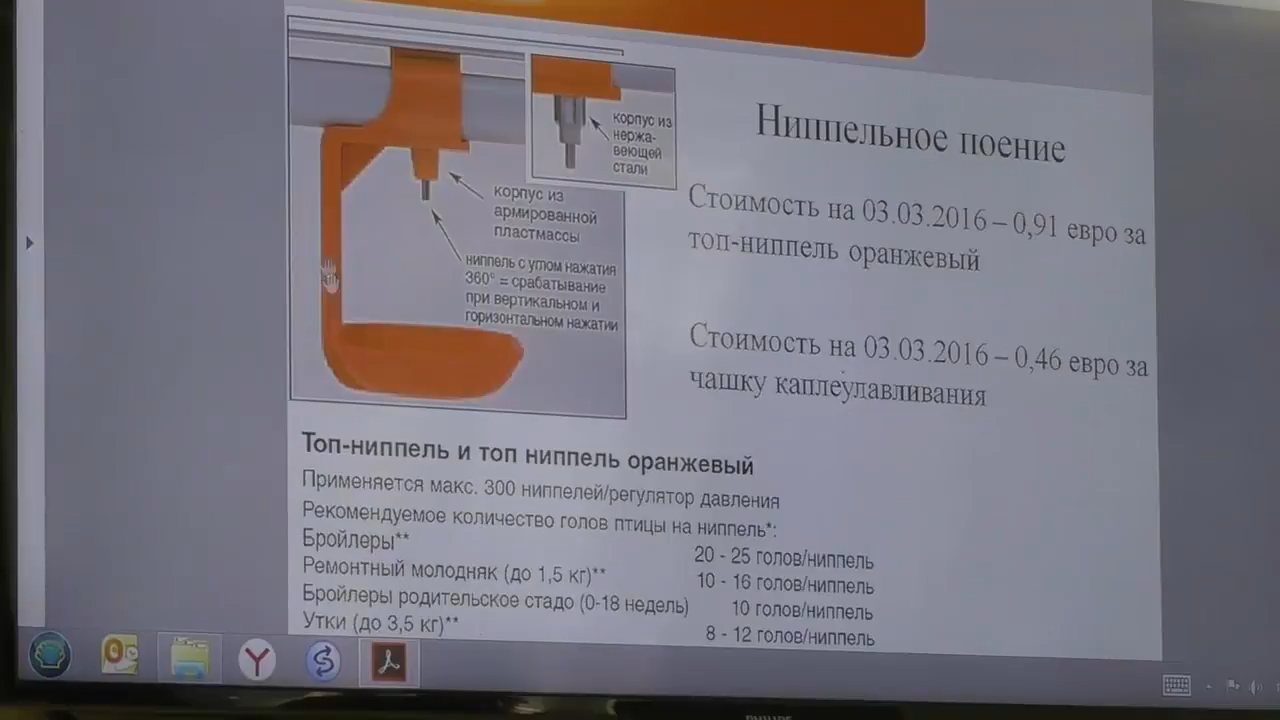 корпус из
нержа-
веющей
стали
корпус из
армированной
пластмассы
ниппель с углом нажатия
360° = срабатывание
при вертикальном и
горизонтальном нажатии
Ниппельное поение
Стоимость на 03.03.2016 – 0,91 евро за
топ-ниппель оранжевый
Стоимость на 03.03.2016 – 0,46 евро за
чашку каплеулавливания
Топ-ниппель и топ ниппель оранжевый
Применяется макс. 300 ниппелей/регулятор давления
Рекомендуемое количество голов птицы на ниппель*:
Бройлеры** 20 - 25 голов/ниппель
Ремонтный молодняк (до 1,5 кг)** 10 - 16 голов/ниппель
Бройлеры родительское стадо (0-18 недель) 10 голов/ниппель
Утки (до 3,5 кг)** 8 - 12 голов/ниппель